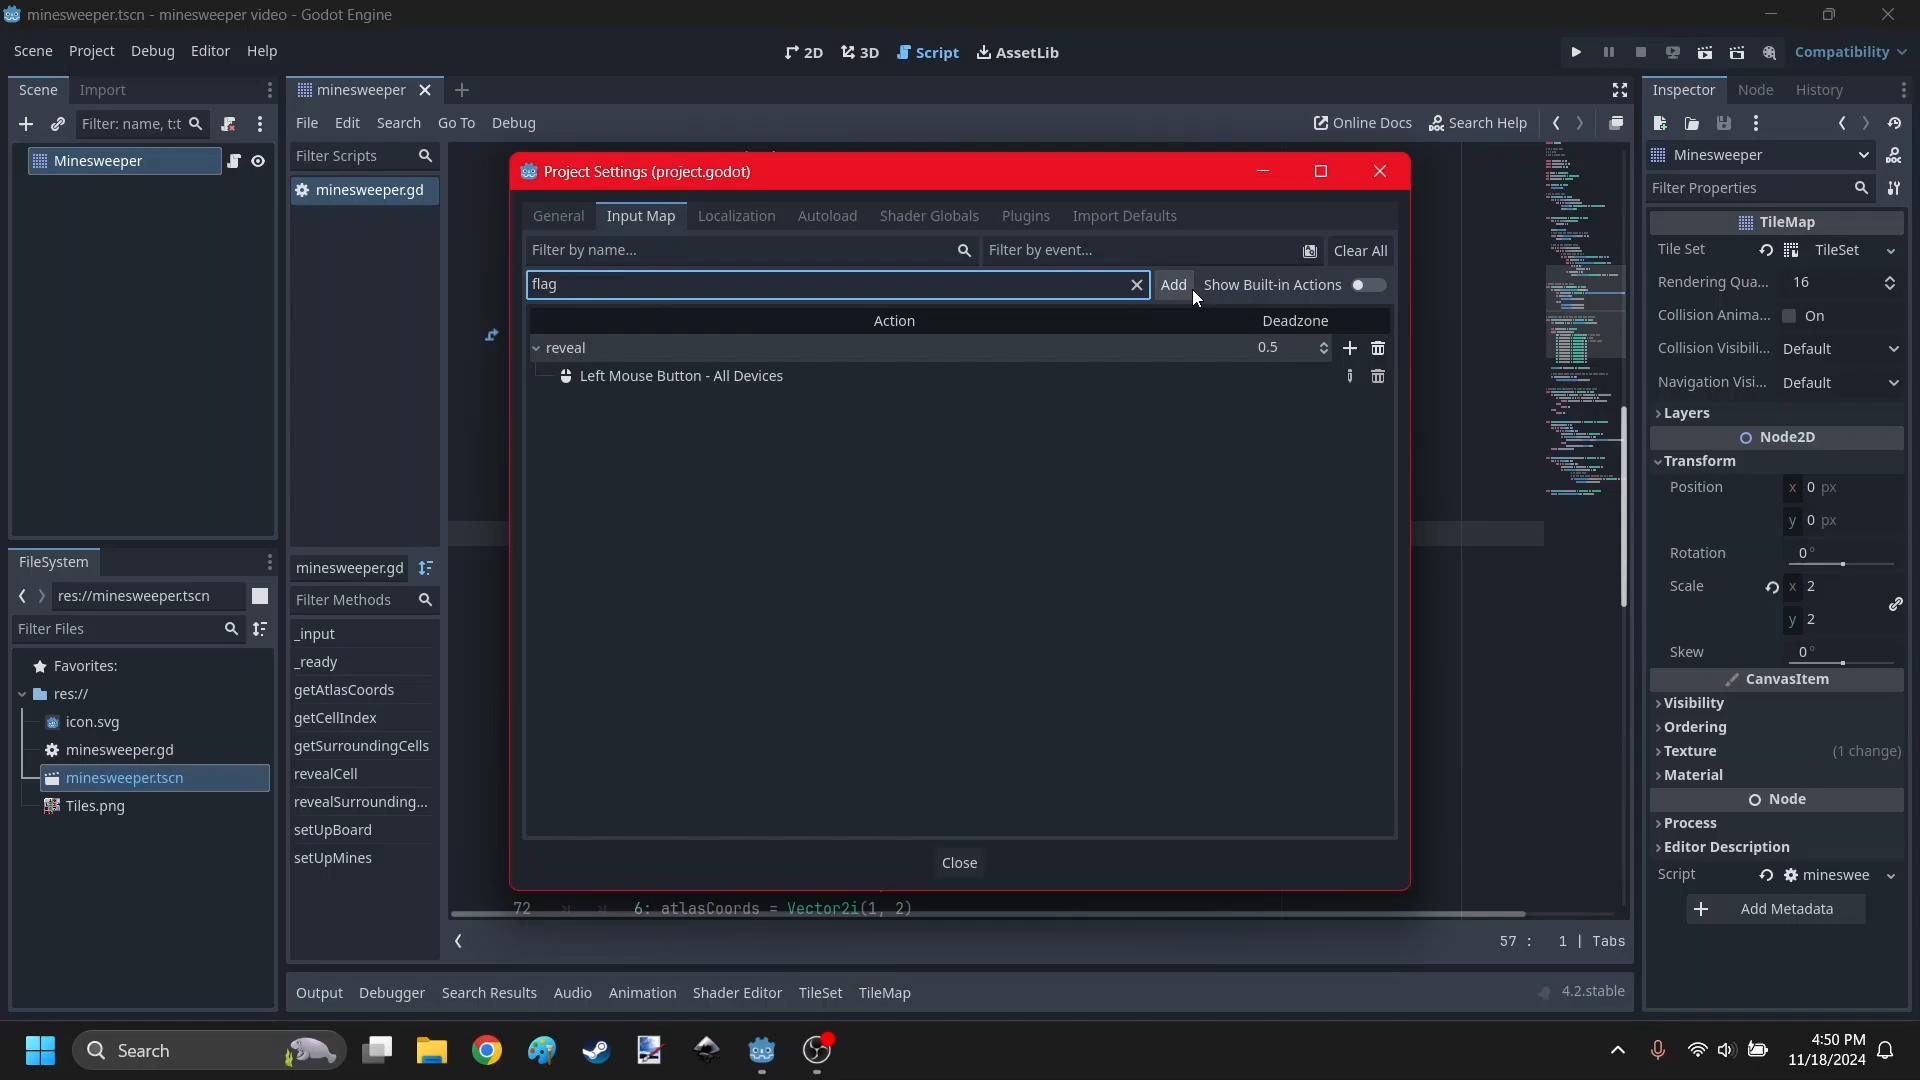 minesweeper.tscn - minesweeper video - Godot Engine
Scene Project Debug Editor Help
2D 3D Script AssetLib
Compatibility
Scene Import
minesweeper
Inspector Node History
Filter: name, t:t
File Edit Search Go To Debug
Online Docs Search Help
Minesweeper
Filter Scripts
minesweeper.gd
Minesweeper
Filter Properties
Project Settings (project.godot)
General Input Map Localization Autoload Shader Globals Plugins Import Defaults
Filter by name...
Filter by event...
Clear All
flag
Add
Show Built-in Actions
Action Deadzone
reveal 0.5
Left Mouse Button - All Devices
Close
TileMap
Tile Set TileSet
Rendering Qua... 16
Collision Anima... On
Collision Visibili... Default
Navigation Visi... Default
Layers
Node2D
Transform
Position x 0 px
y 0 px
Rotation 0°
Scale x 2
y 2
Skew 0°
CanvasItem
Visibility
Ordering
Texture (1 change)
Material
Node
Process
Editor Description
Script mineswee
Add Metadata
FileSystem
res://minesweeper.tscn
Filter Files
Favorites:
res://
icon.svg
minesweeper.gd
minesweeper.tscn
Tiles.png
minesweeper.gd
Filter Methods
_input
_ready
getAtlasCoords
getCellIndex
getSurroundingCells
revealCell
revealSurrounding...
setUpBoard
setUpMines
72 6: atlasCoords = Vector2i(1, 2)
57 : 1 | Tabs
Output Debugger Search Results Audio Animation Shader Editor TileSet TileMap
4.2.stable
Search
4:50 PM
11/18/2024